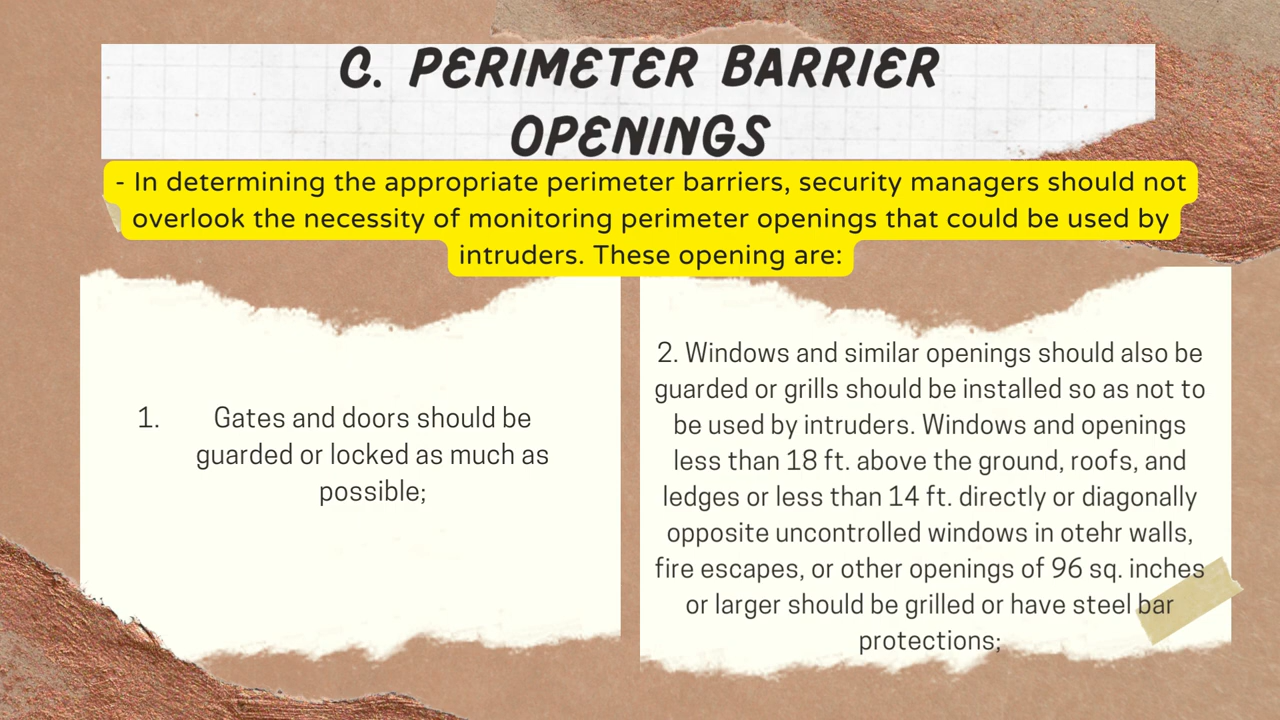 C. PERIMETER BARRIER
OPENINGS
- In determining the appropriate perimeter barriers, security managers should not
overlook the necessity of monitoring perimeter openings that could be used by
intruders. These opening are:
1. Gates and doors should be
guarded or locked as much as
possible;
2. Windows and similar openings should also be
guarded or grills should be installed so as not to
be used by intruders. Windows and openings
less than 18 ft. above the ground, roofs, and
ledges or less than 14 ft. directly or diagonally
opposite uncontrolled windows in otehr walls,
fire escapes, or other openings of 96 sq. inches
or larger should be grilled or have steel bar
protections;